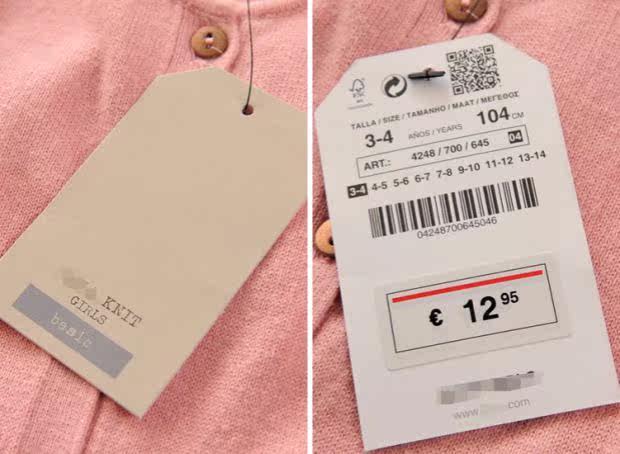 KNIT
GIRLS
basic
TALLA / SIZE / TAMANHO / MAAT / ΜΕΓΕΘΟΣ
3-4 AÑOS / YEARS 104 CM
ART.: 4248 / 700 / 645 04
3-4 4-5 5-6 6-7 7-8 9-10 11-12 13-14
04248700645046
€ 12 95
www. .com